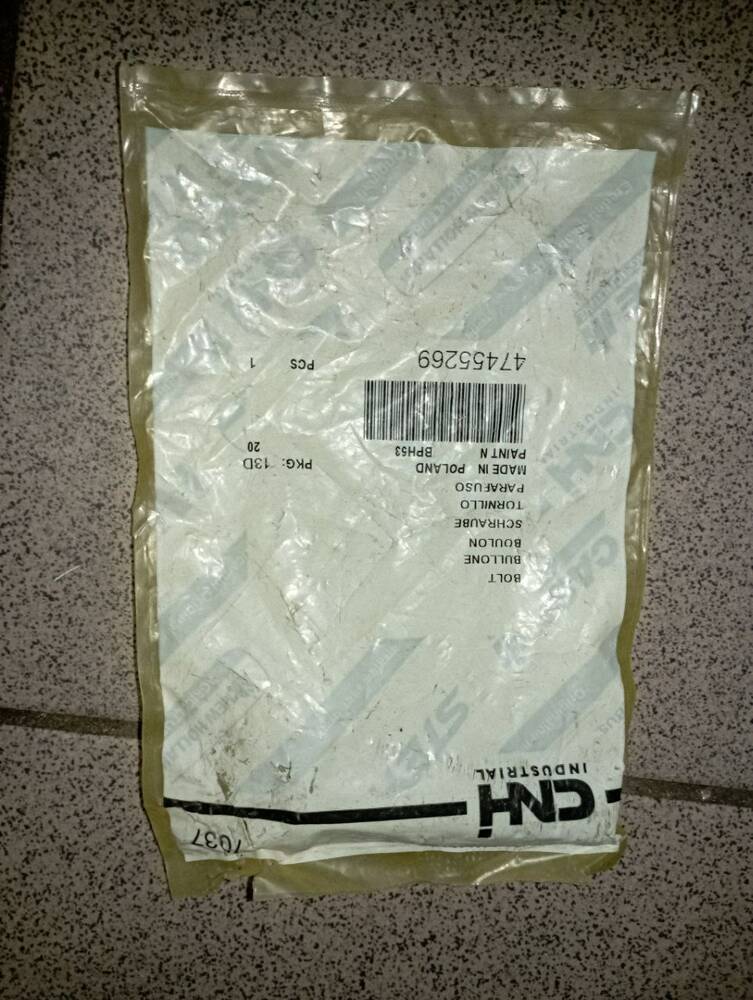 7037
CNH
INDUSTRIAL
BOLT
BULLONE
BOULON
SCHRAUBE
TORNILLO
PARAFUSO
MADE IN POLAND PKG: 13D
PAINT N BPH53 20
47455269 PCS 1